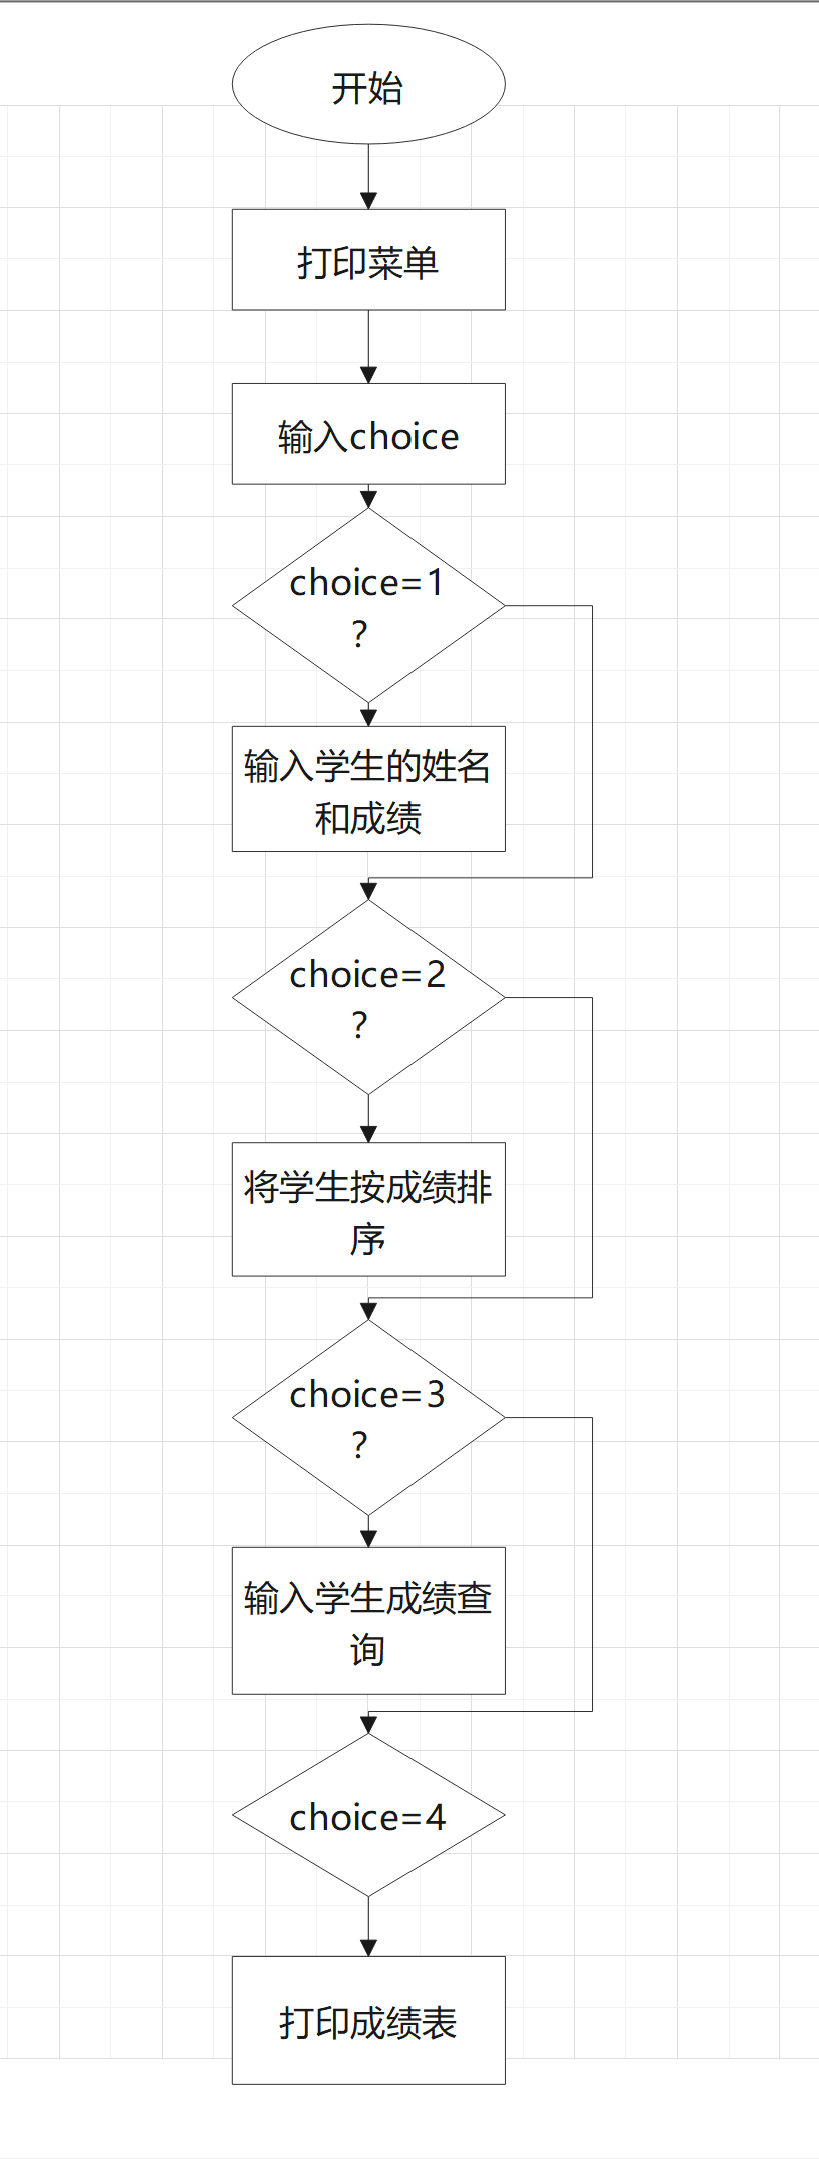 开始
打印菜单
输入choice
choice=1
?
输入学生的姓名
和成绩
choice=2
?
将学生按成绩排
序
choice=3
?
输入学生成绩查
询
choice=4
打印成绩表